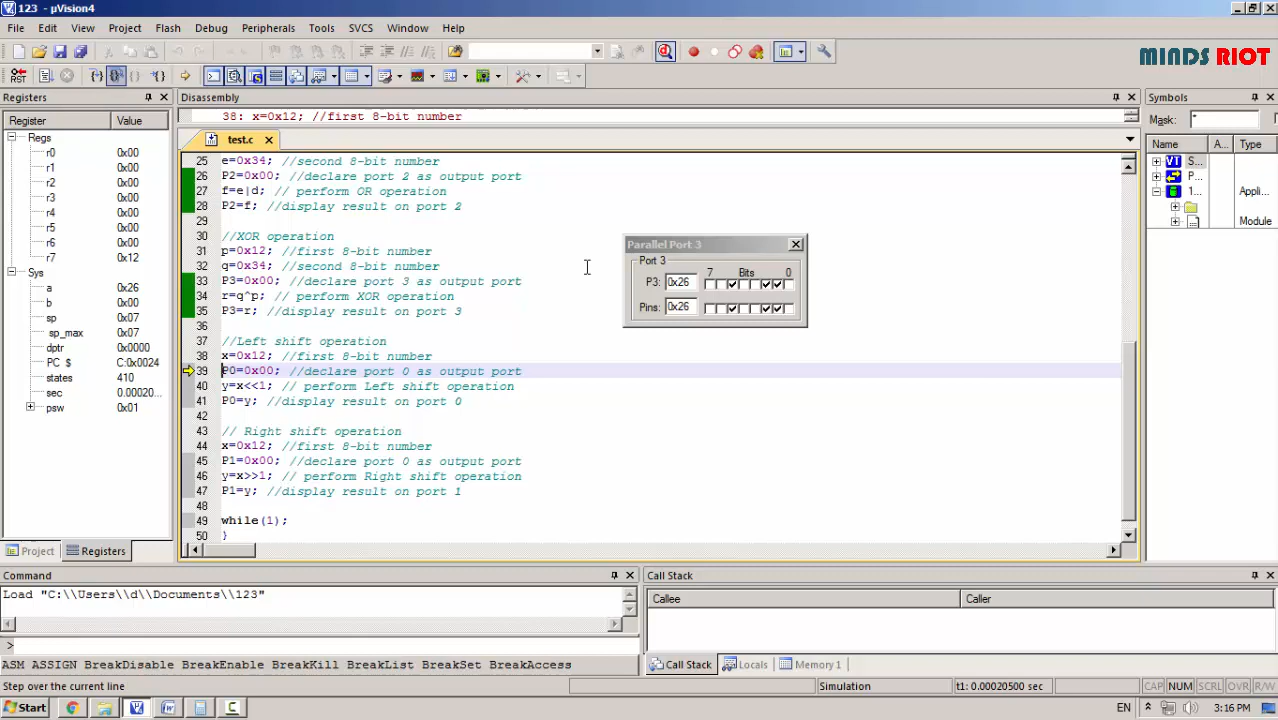 123 - µVision4
File Edit View Project Flash Debug Peripherals Tools SVCS Window Help
MINDS RIOT
RST
Registers
Register Value
Regs
r0 0x00
r1 0x00
r2 0x00
r3 0x00
r4 0x00
r5 0x00
r6 0x00
r7 0x12
Sys
a 0x26
b 0x00
sp 0x07
sp_max 0x07
dptr 0x0000
PC $ C:0x0024
states 410
sec 0.00020...
psw 0x01
Project Registers
Disassembly
38: x=0x12; //first 8-bit number
test.c
25 e=0x34; //second 8-bit number
26 P2=0x00; //declare port 2 as output port
27 f=e|d; // perform OR operation
28 P2=f; //display result on port 2
29
30 //XOR operation
31 p=0x12; //first 8-bit number
32 q=0x34; //second 8-bit number
33 P3=0x00; //declare port 3 as output port
34 r=q^p; // perform XOR operation
35 P3=r; //display result on port 3
36
37 //Left shift operation
38 x=0x12; //first 8-bit number
39 P0=0x00; //declare port 0 as output port
40 y=x<<1; // perform Left shift operation
41 P0=y; //display result on port 0
42
43 // Right shift operation
44 x=0x12; //first 8-bit number
45 P1=0x00; //declare port 0 as output port
46 y=x>>1; // perform Right shift operation
47 P1=y; //display result on port 1
48
49 while(1);
50 }
Parallel Port 3
Port 3
7 Bits 0
P3: 0x26
Pins: 0x26
Symbols
Mask: *
Name A... Type
S...
P...
1... Appli...
Module
Command
Load "C:\\Users\\d\\Documents\\123"
>
ASM ASSIGN BreakDisable BreakEnable BreakKill BreakList BreakSet BreakAccess
Call Stack
Callee Caller
Call Stack Locals Memory 1
Step over the current line Simulation t1: 0.00020500 sec CAP NUM SCRL OVR R/W
Start EN 3:16 PM